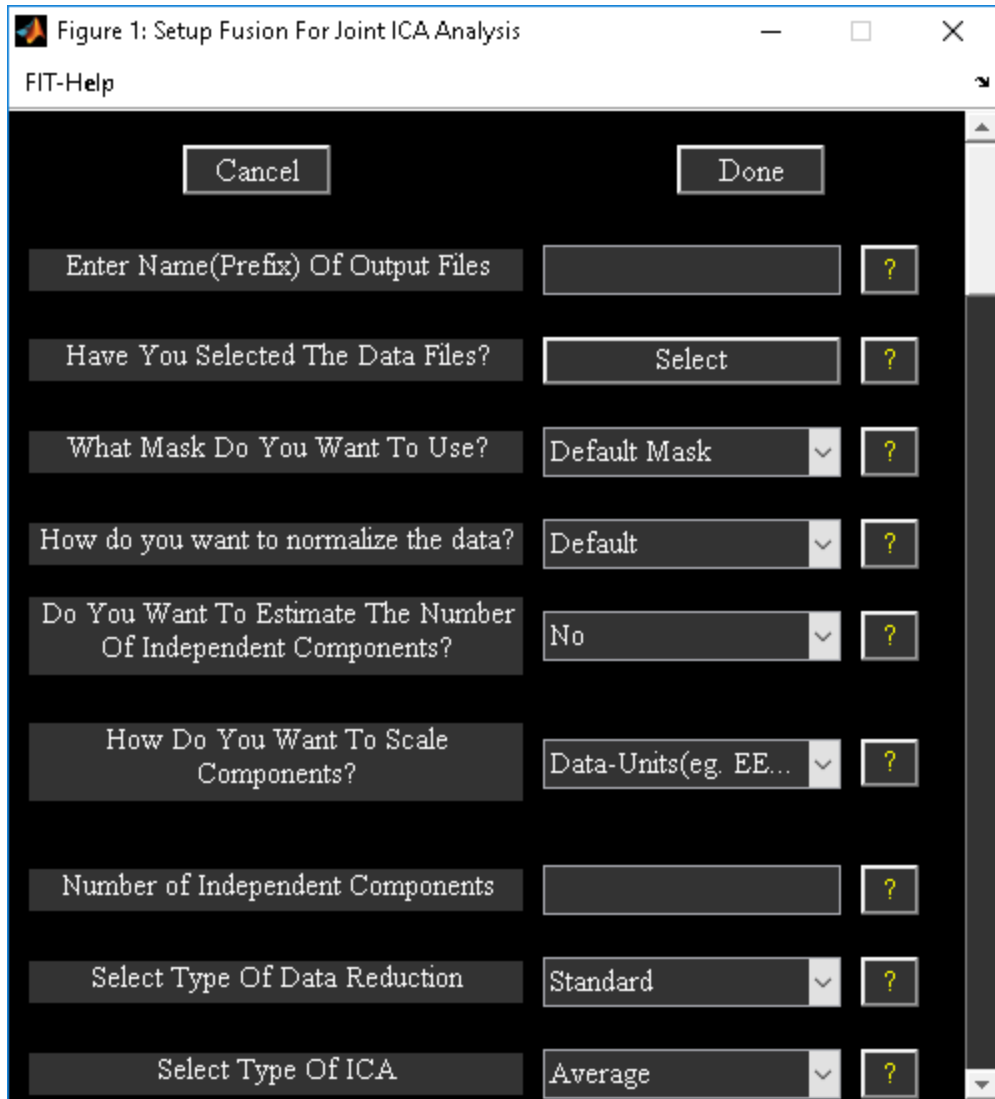 Figure 1: Setup Fusion For Joint ICA Analysis
FIT-Help
Cancel
Done
Enter Name(Prefix) Of Output Files
?
Have You Selected The Data Files?
Select
?
What Mask Do You Want To Use?
Default Mask
?
How do you want to normalize the data?
Default
?
Do You Want To Estimate The Number
Of Independent Components?
No
?
How Do You Want To Scale
Components?
Data-Units(eg. EE...
?
Number of Independent Components
?
Select Type Of Data Reduction
Standard
?
Select Type Of ICA
Average
?